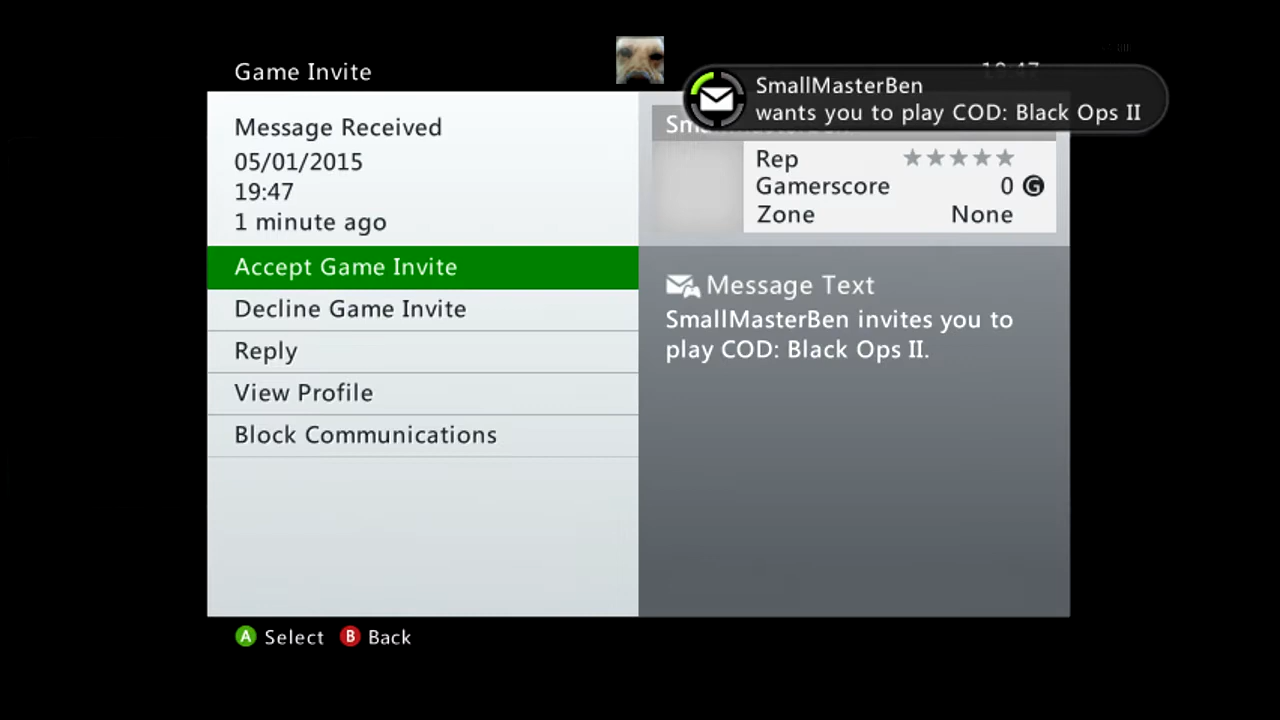 Game Invite
19:47
SmallMasterBen
wants you to play COD: Black Ops II
Message Received
05/01/2015
19:47
1 minute ago
Accept Game Invite
Decline Game Invite
Reply
View Profile
Block Communications
Rep
Gamerscore 0 G
Zone None
Message Text
SmallMasterBen invites you to
play COD: Black Ops II.
A Select B Back